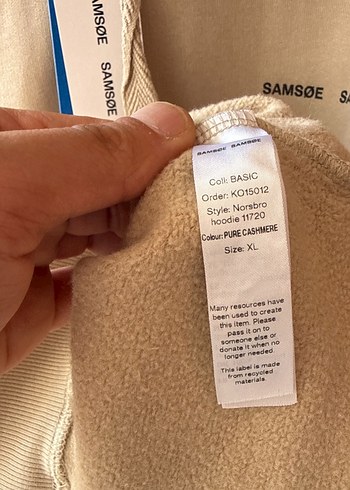 SAMSØE
SAMSØE
SAMSØE
SAMSØE SAMSØE
Coll: BASIC
Order: KO15012
Style: Norsbro
hoodie 11720
Colour: PURE CASHMERE
Size: XL
Many resources have
been used to create
this item. Please
pass it on to
someone else or
donate it when no
longer needed.
This label is made
from recycled
materials.